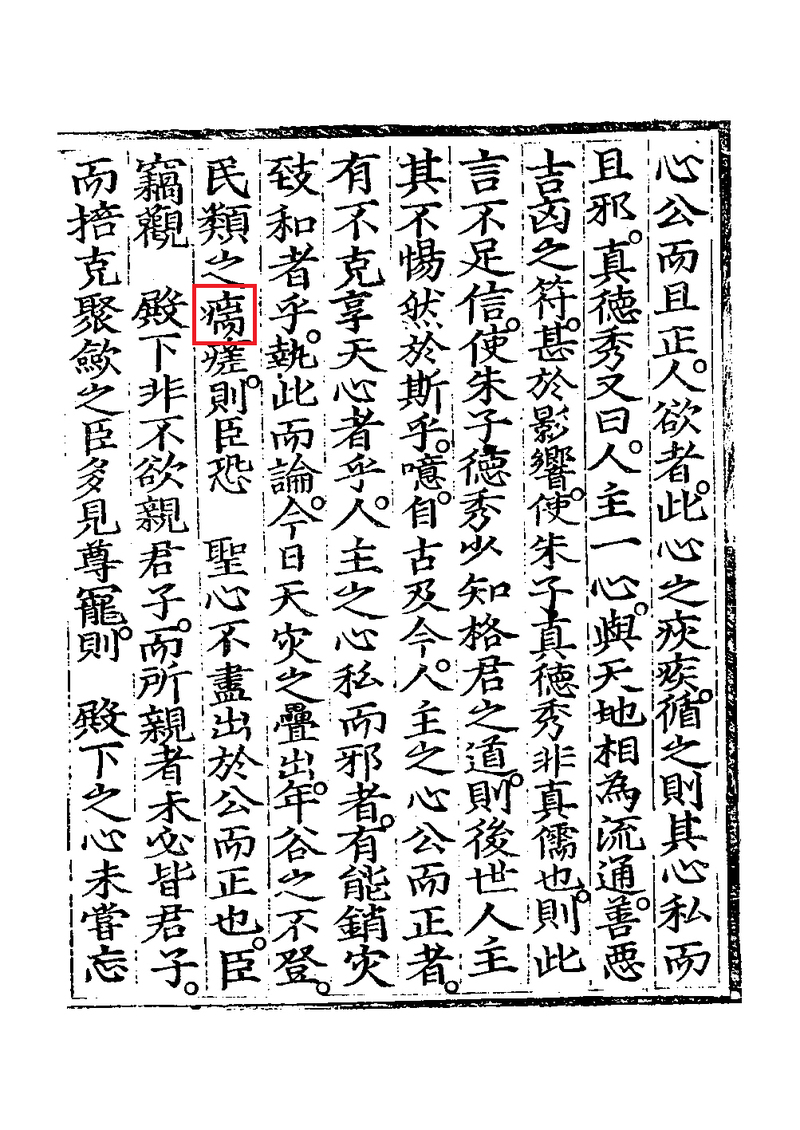 心公而且正。人欲者。此心之疢疾。循之則其心私而
且邪。真德秀又曰。人主一心。與天地相為流通。善惡
吉凶之符。甚於影響。使朱子真德秀非真儒也。則此
言不足信。使朱子德秀少知格君之道。則後世人主
其不惕然於斯乎。噫。自古及今。人主之心公而正者。
有不克享天心者乎。人主之心私而邪者。有能銷灾
致和者乎。執此而論。今日天灾之疊出。年谷之不登。
民類之瘍瘥。則臣恐　聖心不盡出於公而正也。臣
竊觀　殿下非不欲親君子。而所親者未必皆君子。
而掊克聚斂之臣多見尊寵。則　殿下之心未嘗忘